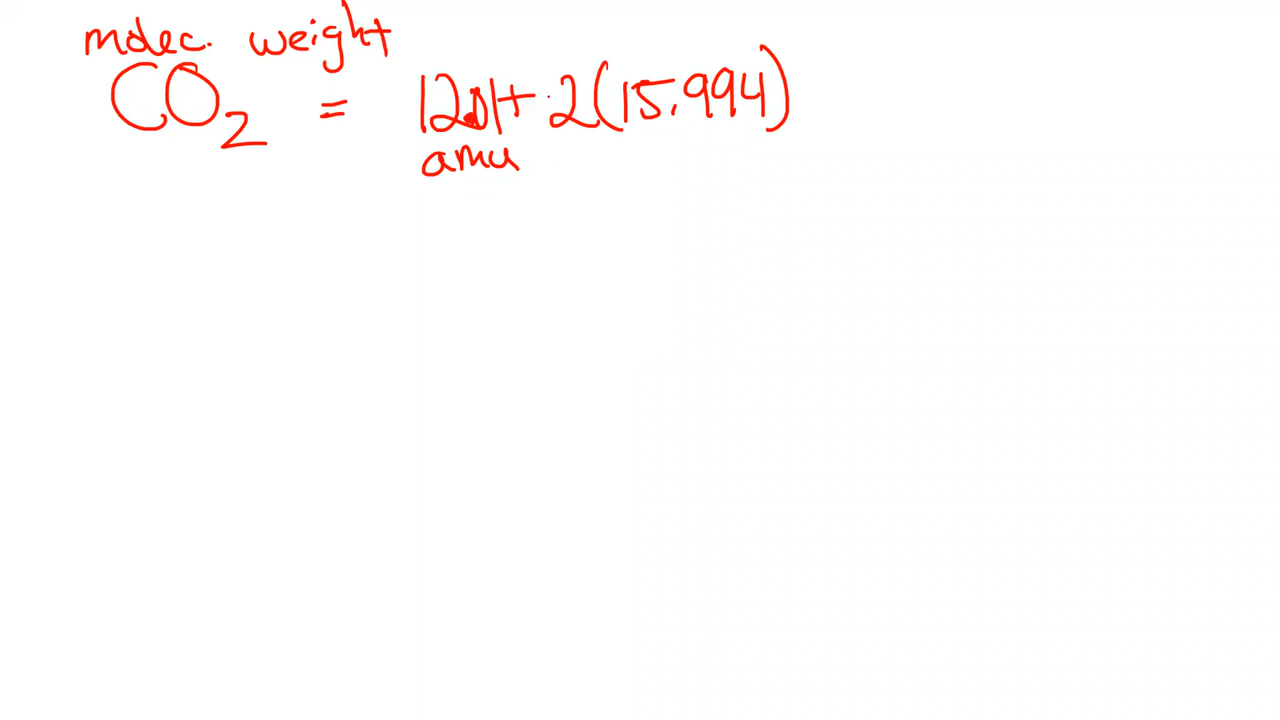 molec. weight
CO₂ = 12.01+ 2(15.994)
amu